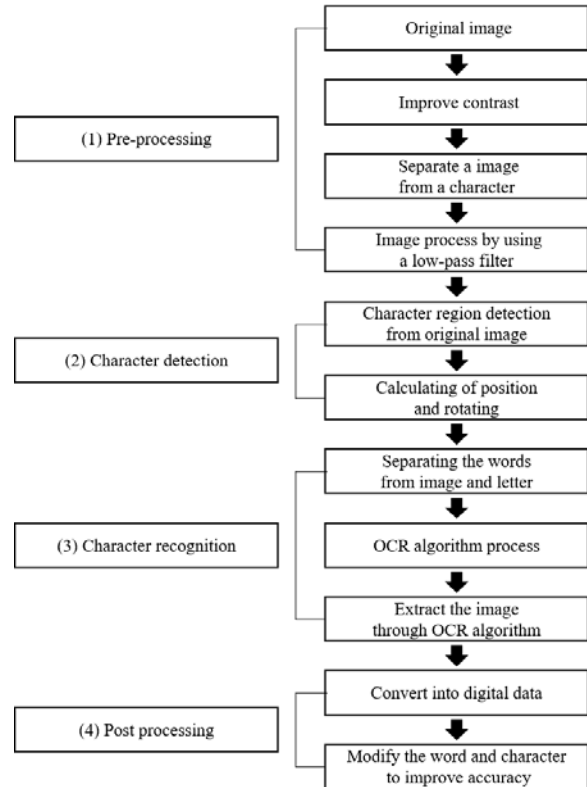 Original image
Improve contrast
(1) Pre-processing
Separate a image
from a character
Image process by using
a low-pass filter
Character region detection
from original image
(2) Character detection
Calculating of position
and rotating
Separating the words
from image and letter
(3) Character recognition
OCR algorithm process
Extract the image
through OCR algorithm
Convert into digital data
(4) Post processing
Modify the word and character
to improve accuracy